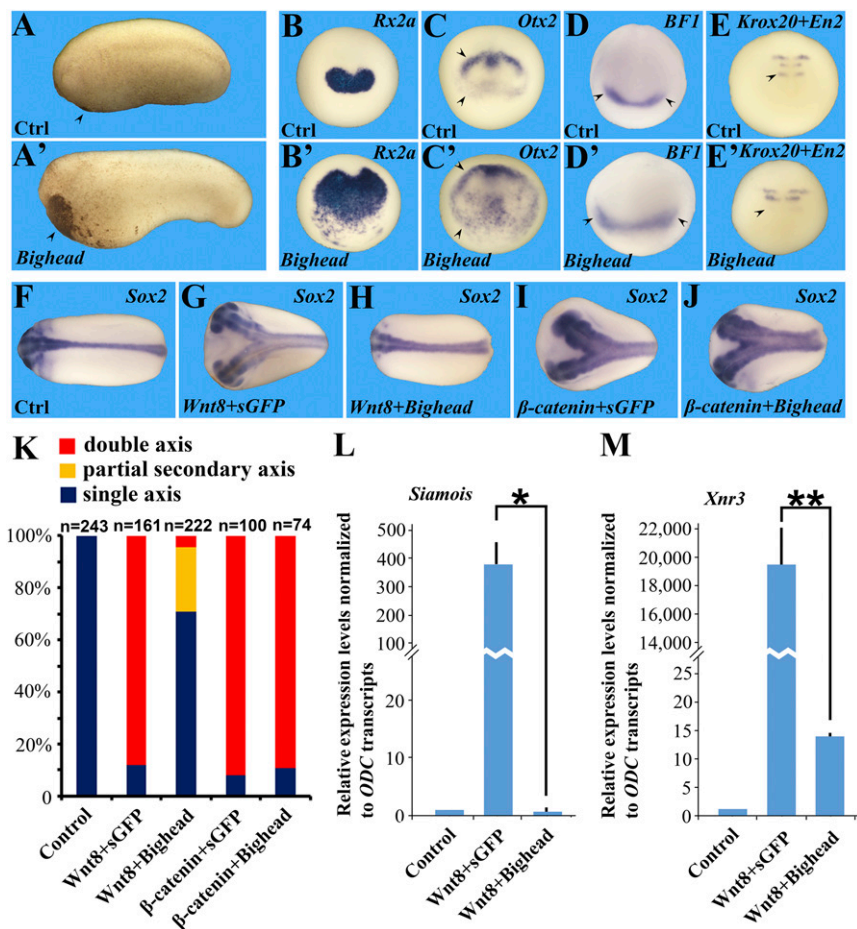 A
Ctrl
B
Rx2a
Ctrl
C
Otx2
Ctrl
D
BF1
Ctrl
E
Krox20+En2
Ctrl
A'
Bighead
B'
Rx2a
Bighead
C'
Otx2
Bighead
D'
BF1
Bighead
E'
Krox20+En2
Bighead
F
Sox2
Ctrl
G
Sox2
Wnt8+sGFP
H
Sox2
Wnt8+Bighead
I
Sox2
β-catenin+sGFP
J
Sox2
β-catenin+Bighead
K
double axis
partial secondary axis
single axis
n=243 n=161 n=222 n=100 n=74
100%
80%
60%
40%
20%
0
Control
Wnt8+sGFP
Wnt8+Bighead
β-catenin+sGFP
β-catenin+Bighead
L
Siamois
*
Relative expression levels normalized
to ODC transcripts
500
400
300
200
100
20
10
0
Control
Wnt8+sGFP
Wnt8+Bighead
M
Xnr3
**
Relative expression levels normalized
to ODC transcripts
22,000
20,000
18,000
16,000
14,000
25
20
15
10
5
0
Control
Wnt8+sGFP
Wnt8+Bighead